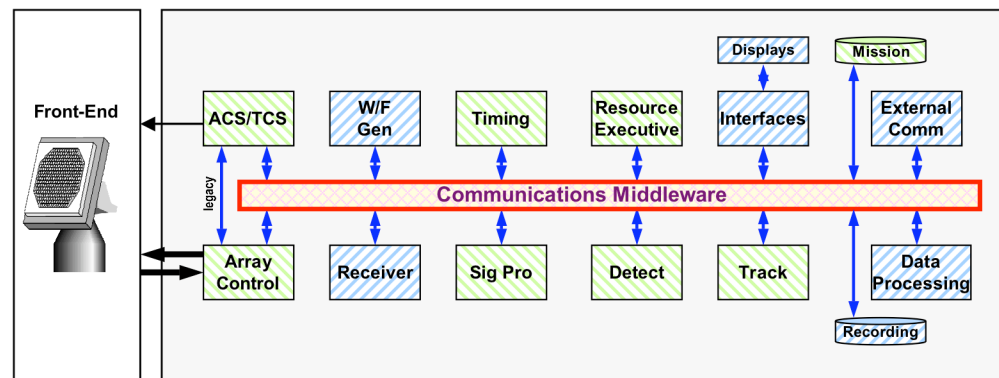 Front-End
ACS/TCS
W/F
Gen
Timing
Resource
Executive
Displays
Interfaces
Mission
External
Comm
legacy
Communications Middleware
Array
Control
Receiver
Sig Pro
Detect
Track
Data
Processing
Recording